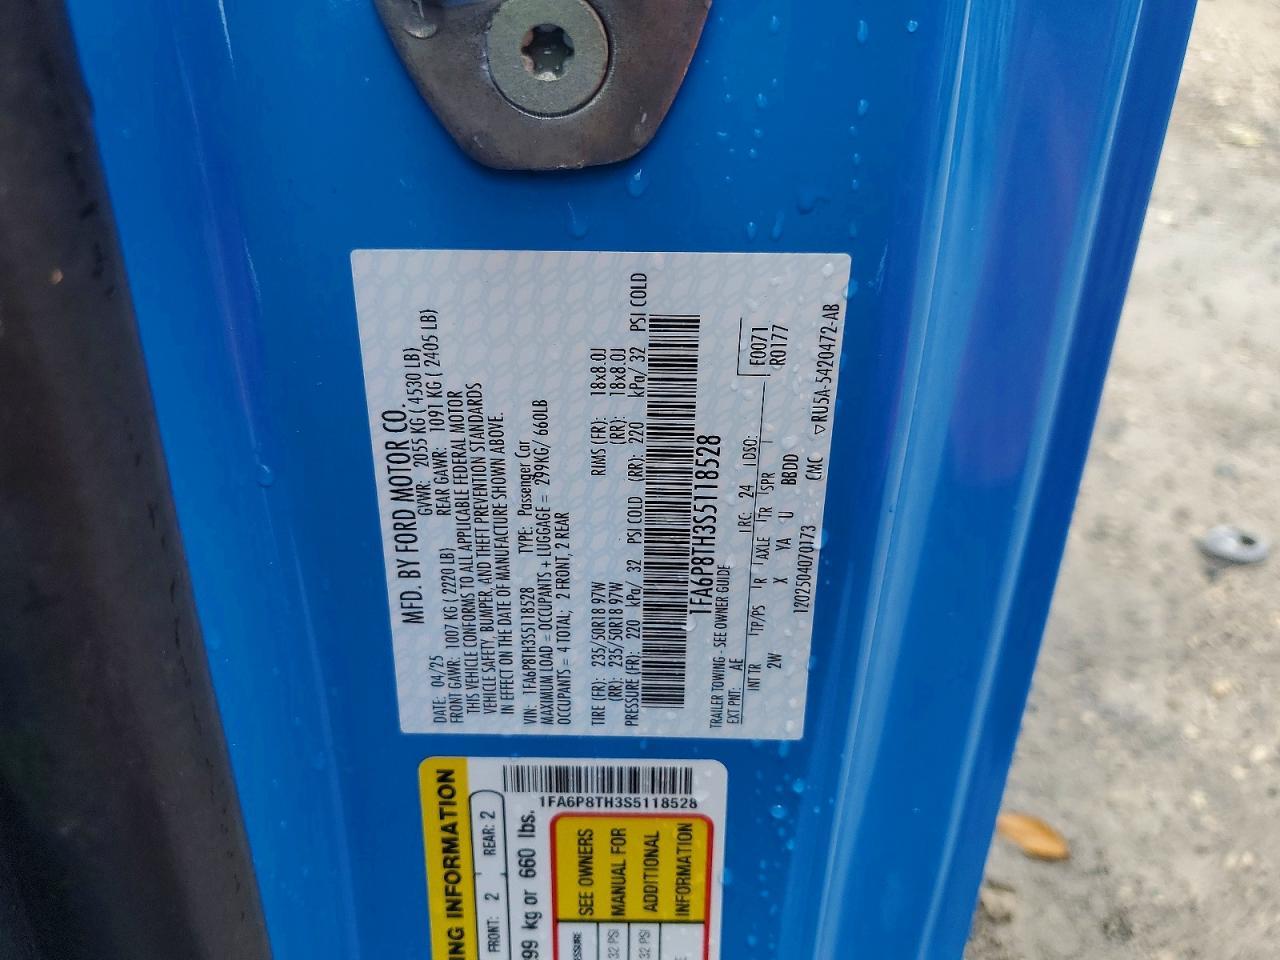 MFD. BY FORD MOTOR CO.
DATE: 04/25 GVWR: 2055 KG ( 4530 LB)
FRONT GAWR: 1007 KG ( 2220 LB) REAR GAWR: 1091 KG ( 2405 LB)
THIS VEHICLE CONFORMS TO ALL APPLICABLE FEDERAL MOTOR
VEHICLE SAFETY, BUMPER, AND THEFT PREVENTION STANDARDS
IN EFFECT ON THE DATE OF MANUFACTURE SHOWN ABOVE.
VIN: 1FA6P8TH3S5118528 TYPE: Passenger Car
MAXIMUM LOAD = OCCUPANTS + LUGGAGE = 299KG/ 660LB
OCCUPANTS = 4 TOTAL; 2 FRONT, 2 REAR
TIRE (FR): 235/50R18 97W RIMS (FR): 18x8.0J
(RR): 235/50R18 97W (RR): 18x8.0J
PRESSURE (FR): 220 kPa/ 32 PSI COLD (RR): 220 kPa/ 32 PSI COLD
1FA6P8TH3S5118528
TRAILER TOWING - SEE OWNER GUIDE
EXT PNT: AE RC: 24 DSO: F0071
R0177
INT TR TP/PS R AXLE TR SPR
2W X YA U BBDD
120250407​0173 CMC ▽RU5A-5420472-AB
1FA6P8TH3S5118528
ING INFORMATION
FRONT: 2 REAR: 2
99 kg or 660 lbs.
SEE OWNERS
MANUAL FOR
ADDITIONAL
INFORMATION
32 PSI
32 PSI